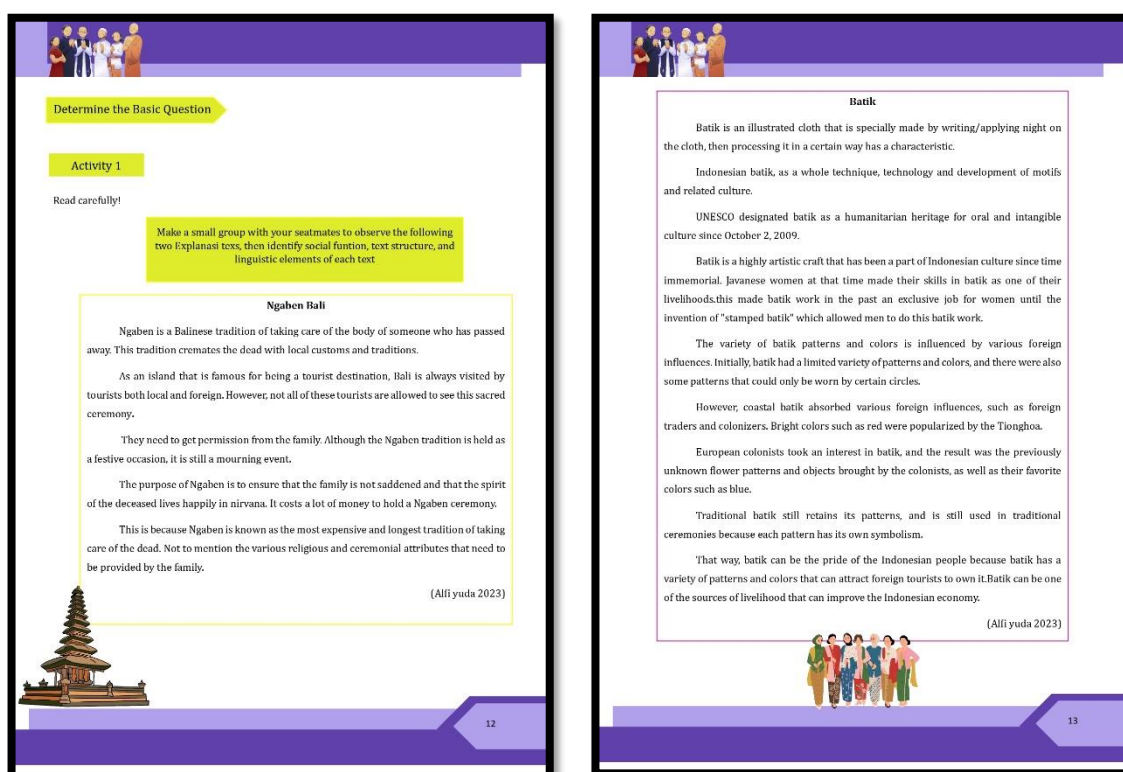 Determine the Basic Question
Activity 1
Read carefully!
Make a small group with your seatmates to observe the following
two Explanasi texs, then identify social funtion, text structure, and
linguistic elements of each text
Ngaben Bali
Ngaben is a Balinese tradition of taking care of the body of someone who has passed
away. This tradition cremates the dead with local customs and traditions.
As an island that is famous for being a tourist destination, Bali is always visited by
tourists both local and foreign. However, not all of these tourists are allowed to see this sacred
ceremony.
They need to get permission from the family. Although the Ngaben tradition is held as
a festive occasion, it is still a mourning event.
The purpose of Ngaben is to ensure that the family is not saddened and that the spirit
of the deceased lives happily in nirvana. It costs a lot of money to hold a Ngaben ceremony.
This is because Ngaben is known as the most expensive and longest tradition of taking
care of the dead. Not to mention the various religious and ceremonial attributes that need to
be provided by the family.
(Alfi yuda 2023)
12
Batik
Batik is an illustrated cloth that is specially made by writing/applying night on
the cloth, then processing it in a certain way has a characteristic.
Indonesian batik, as a whole technique, technology and development of motifs
and related culture.
UNESCO designated batik as a humanitarian heritage for oral and intangible
culture since October 2, 2009.
Batik is a highly artistic craft that has been a part of Indonesian culture since time
immemorial. Javanese women at that time made their skills in batik as one of their
livelihoods.this made batik work in the past an exclusive job for women until the
invention of "stamped batik" which allowed men to do this batik work.
The variety of batik patterns and colors is influenced by various foreign
influences. Initially, batik had a limited variety of patterns and colors, and there were also
some patterns that could only be worn by certain circles.
However, coastal batik absorbed various foreign influences, such as foreign
traders and colonizers. Bright colors such as red were popularized by the Tionghoa.
European colonists took an interest in batik, and the result was the previously
unknown flower patterns and objects brought by the colonists, as well as their favorite
colors such as blue.
Traditional batik still retains its patterns, and is still used in traditional
ceremonies because each pattern has its own symbolism.
That way, batik can be the pride of the Indonesian people because batik has a
variety of patterns and colors that can attract foreign tourists to own it.Batik can be one
of the sources of livelihood that can improve the Indonesian economy.
(Alfi yuda 2023)
13